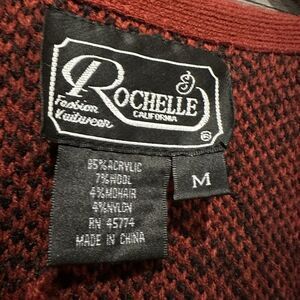 ROCHELLE
CALIFORNIA
Fashion
Knitwear
®
85% ACRYLIC
7% WOOL
4% MOHAIR
4% NYLON
RN 45774
MADE IN CHINA
M